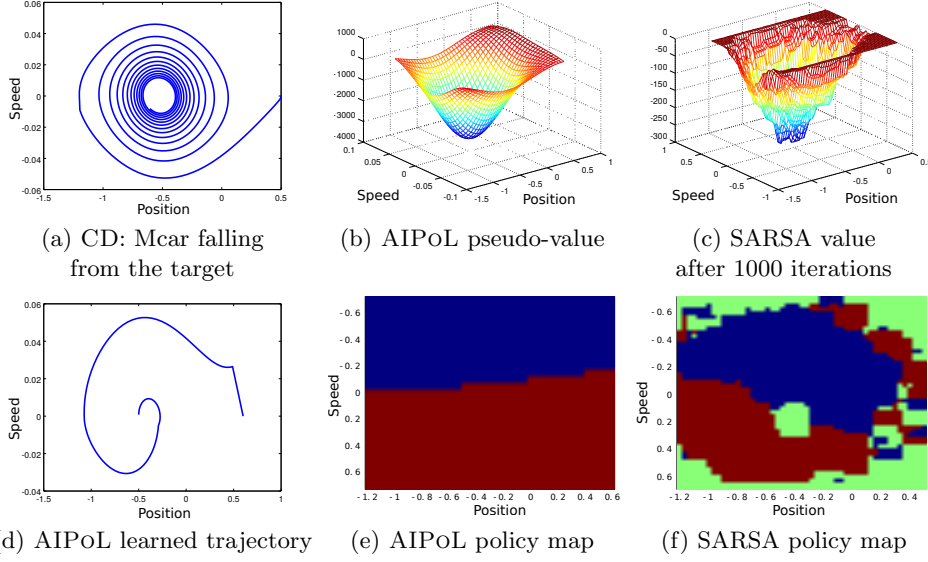 0.06
0.04
0.02
0
0.02
0.04
0.06
Speed
-1.5 -1 -0.5 0 0.5
Position
(a) CD: Mcar falling
from the target
1000
0
-1000
-2000
-3000
-4000
0.1
0.05
0
-0.05
-0.1
Speed
-1.5 -1 -0.5 0 0.5 1
Position
(b) AIPoL pseudo-value
0
-50
-100
-150
-200
-250
-300
1
0.5
0
-0.5
-1
Speed
-1.5 -1 -0.5 0 0.5
Position
(c) SARSA value
after 1000 iterations
0.06
0.04
0.02
0
-0.02
-0.04
Speed
-1.5 -1 -0.5 0 0.5 1
Position
d) AIPoL learned trajectory
- 0. 6
- 0. 4
- 0. 2
0
0. 2
0. 4
0. 6
Speed
- 1. 2 - 1 - 0. 8 - 0. 6 - 0. 4 - 0. 2 0 0. 2 0. 4 0. 6
Position
(e) AIPoL policy map
- 0. 6
- 0. 4
- 0. 2
0
0. 2
0. 4
0. 6
Speed
- 1. 2 - 1 - 0. 8 - 0. 6 - 0. 4 - 0. 2 0 0. 2 0. 4
Position
(f) SARSA policy map